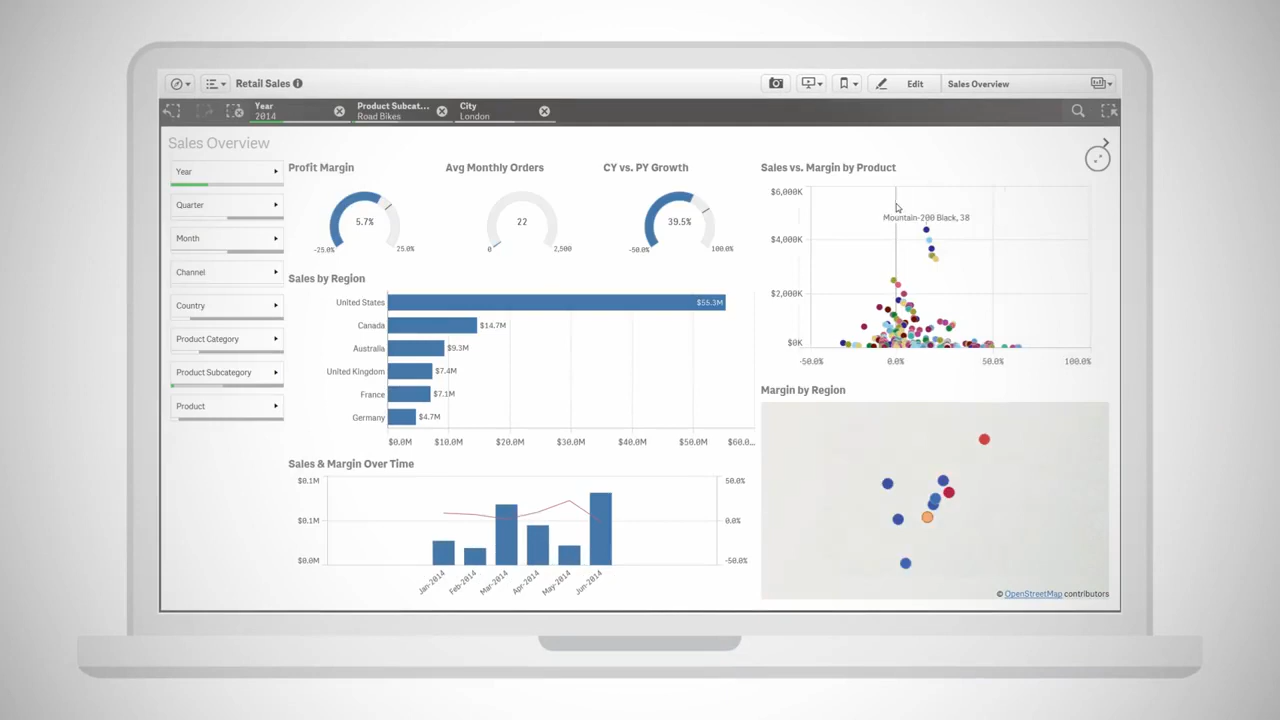 Retail Sales
Edit
Sales Overview
Year
2014
Product Subcat...
Road Bikes
City
London
Sales Overview
Year
Quarter
Month
Channel
Country
Product Category
Product Subcategory
Product
Profit Margin
5.7%
-25.0%
25.0%
Avg Monthly Orders
22
0
2,500
CY vs. PY Growth
39.5%
-50.0%
100.0%
Sales by Region
United States
$55.3M
Canada
$14.7M
Australia
$9.3M
United Kingdom
$7.4M
France
$7.1M
Germany
$4.7M
$0.0M
$10.0M
$20.0M
$30.0M
$40.0M
$50.0M
$60.0...
Sales & Margin Over Time
$0.1M
$0.1M
$0.0M
50.0%
0.0%
-50.0%
Jan-2014
Feb-2014
Mar-2014
Apr-2014
May-2014
Jun-2014
Sales vs. Margin by Product
$6,000K
$4,000K
$2,000K
$0K
Mountain-200 Black, 38
-50.0%
0.0%
50.0%
100.0%
Margin by Region
© OpenStreetMap contributors